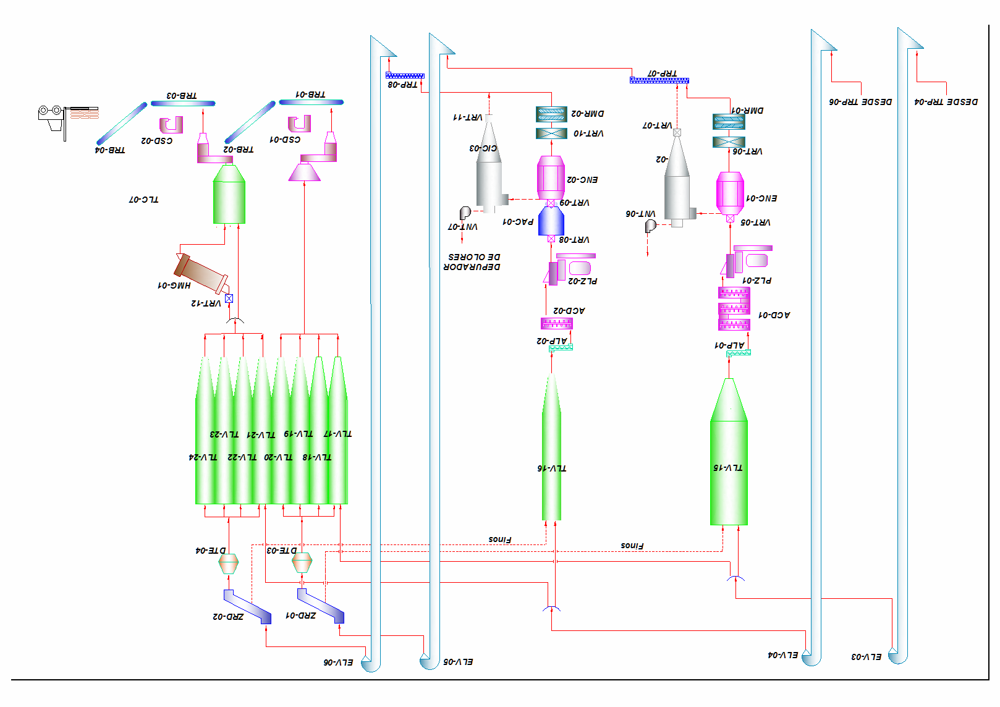 ELV-03
ELV-04
ELV-05
ELV-06
ZRD-01
ZRD-02
Finos
DTE-03
DTE-04
Finos
TLV-15
TLV-16
TLV-18
TLV-20
TLV-22
TLV-24
TLV-17
TLV-19
TLV-21
TLV-23
ALP-01
ALP-02
ACD-01
ACD-02
VRT-12
HMG-01
PLZ-01
PLZ-02
DEPURADOR
DE OLORES
VRT-08
VNT-07
VRT-05
PAC-01
VNT-06
VRT-09
ENC-01
TLC-07
ENC-02
-02
VRT-06
CIC-03
TRB-02
TRB-04
CSD-01
CSD-02
VRT-10
VRT-07
VRT-11
DMR-02
DMR-01
DESDE TRP-04
DESDE TRP-06
TRB-01
TRB-03
TRP-08
TRP-07